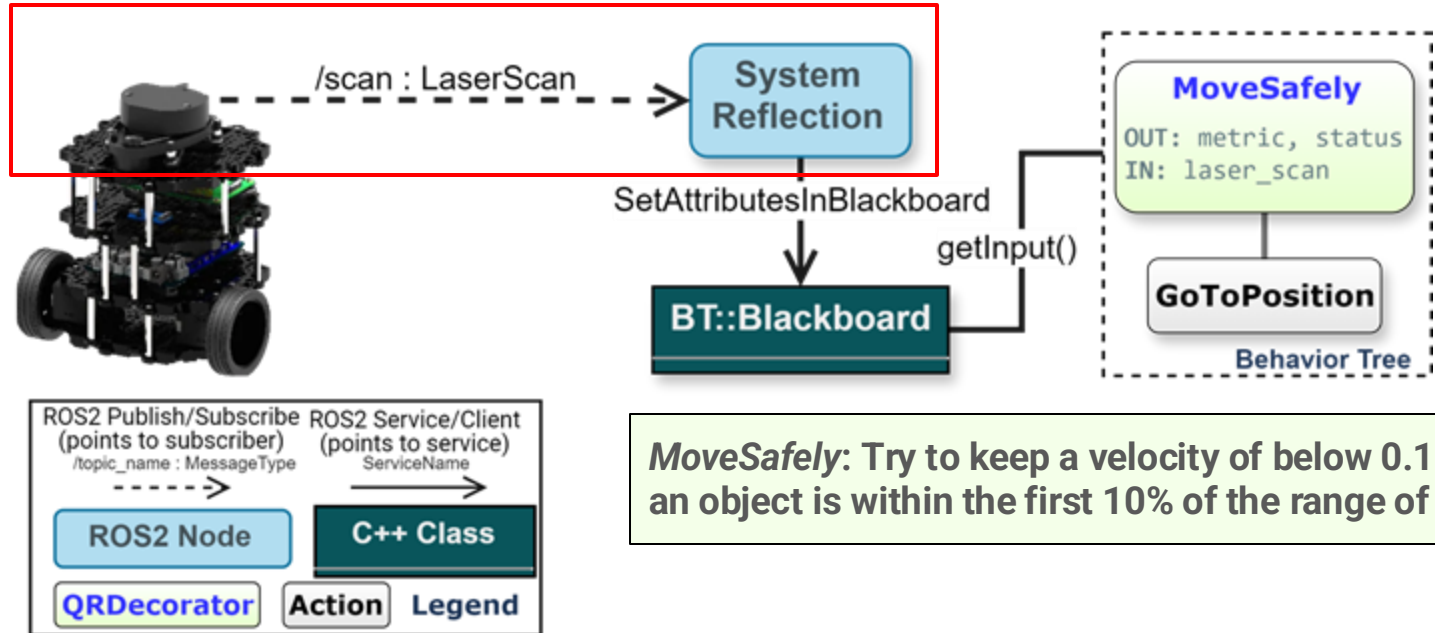 /scan : LaserScan
System
Reflection
MoveSafely
OUT: metric, status
IN: laser_scan
SetAttributesInBlackboard
getInput()
GoToPosition
BT::Blackboard
Behavior Tree
ROS2 Publish/Subscribe
(points to subscriber)
/topic_name : MessageType
ROS2 Service/Client
(points to service)
ServiceName
ROS2 Node
C++ Class
QRDecorator
Action
Legend
MoveSafely: Try to keep a velocity of below 0.1
an object is within the first 10% of the range of